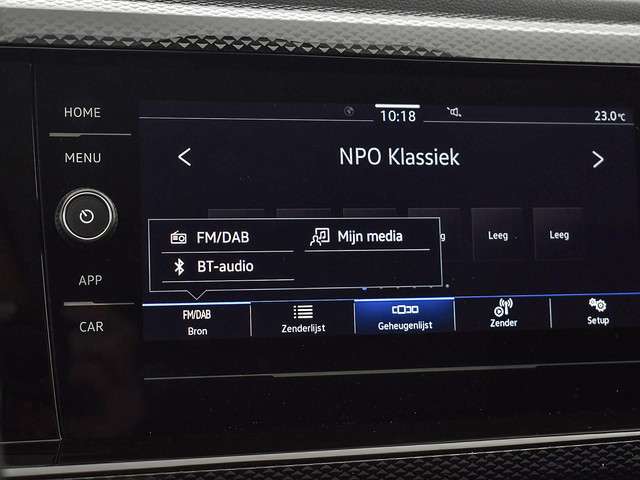 HOME
MENU
APP
CAR
10:18
23.0°C
NPO Klassiek
FM/DAB
Mijn media
BT-audio
g
Leeg
Leeg
FM/DAB
Bron
Zenderlijst
Geheugenlijst
Zender
Setup